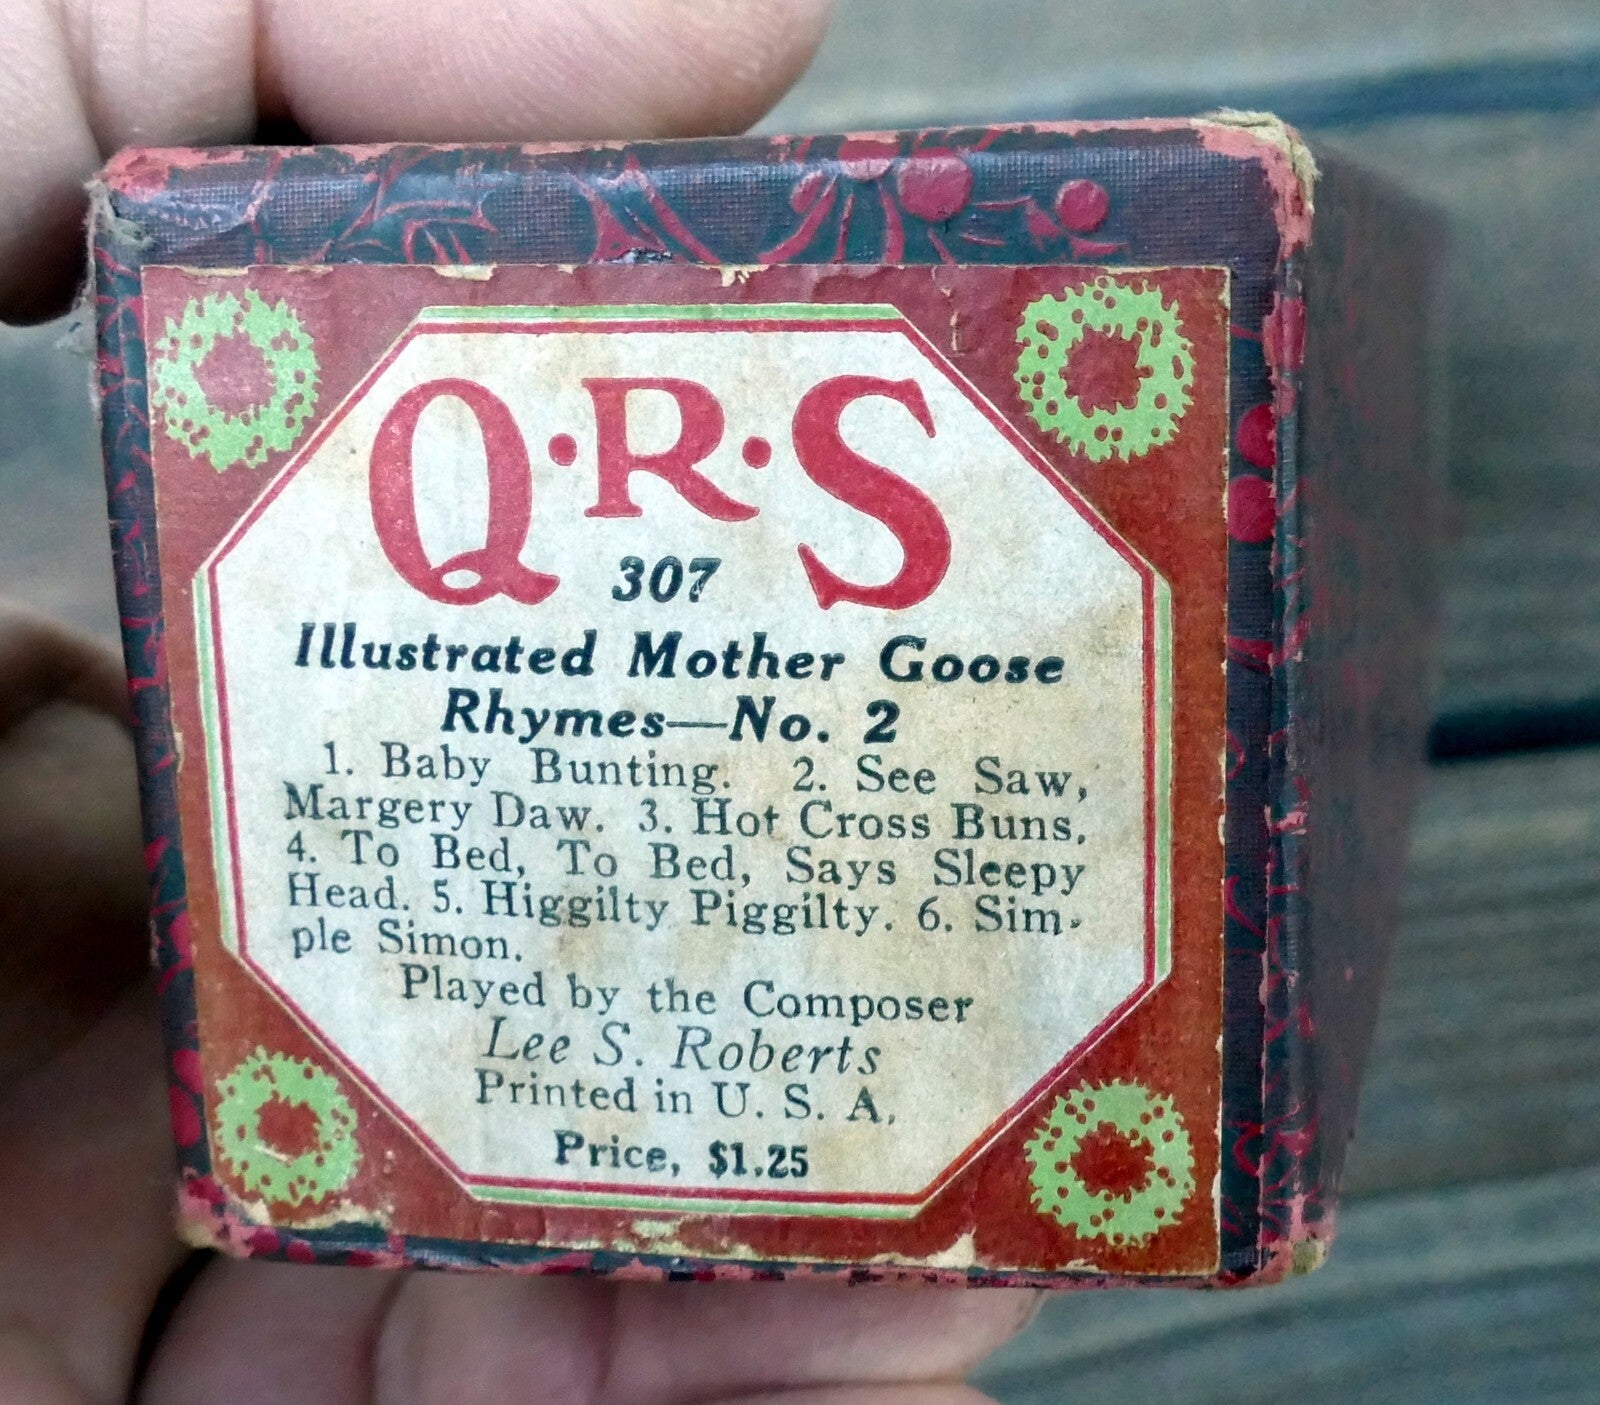 Q·R·S
307
Illustrated Mother Goose
Rhymes—No. 2
1. Baby Bunting. 2. See Saw,
Margery Daw. 3. Hot Cross Buns.
4. To Bed, To Bed, Says Sleepy
Head. 5. Higgilty Piggilty. 6. Sim-
ple Simon.
Played by the Composer
Lee S. Roberts
Printed in U. S. A.
Price, $1.25